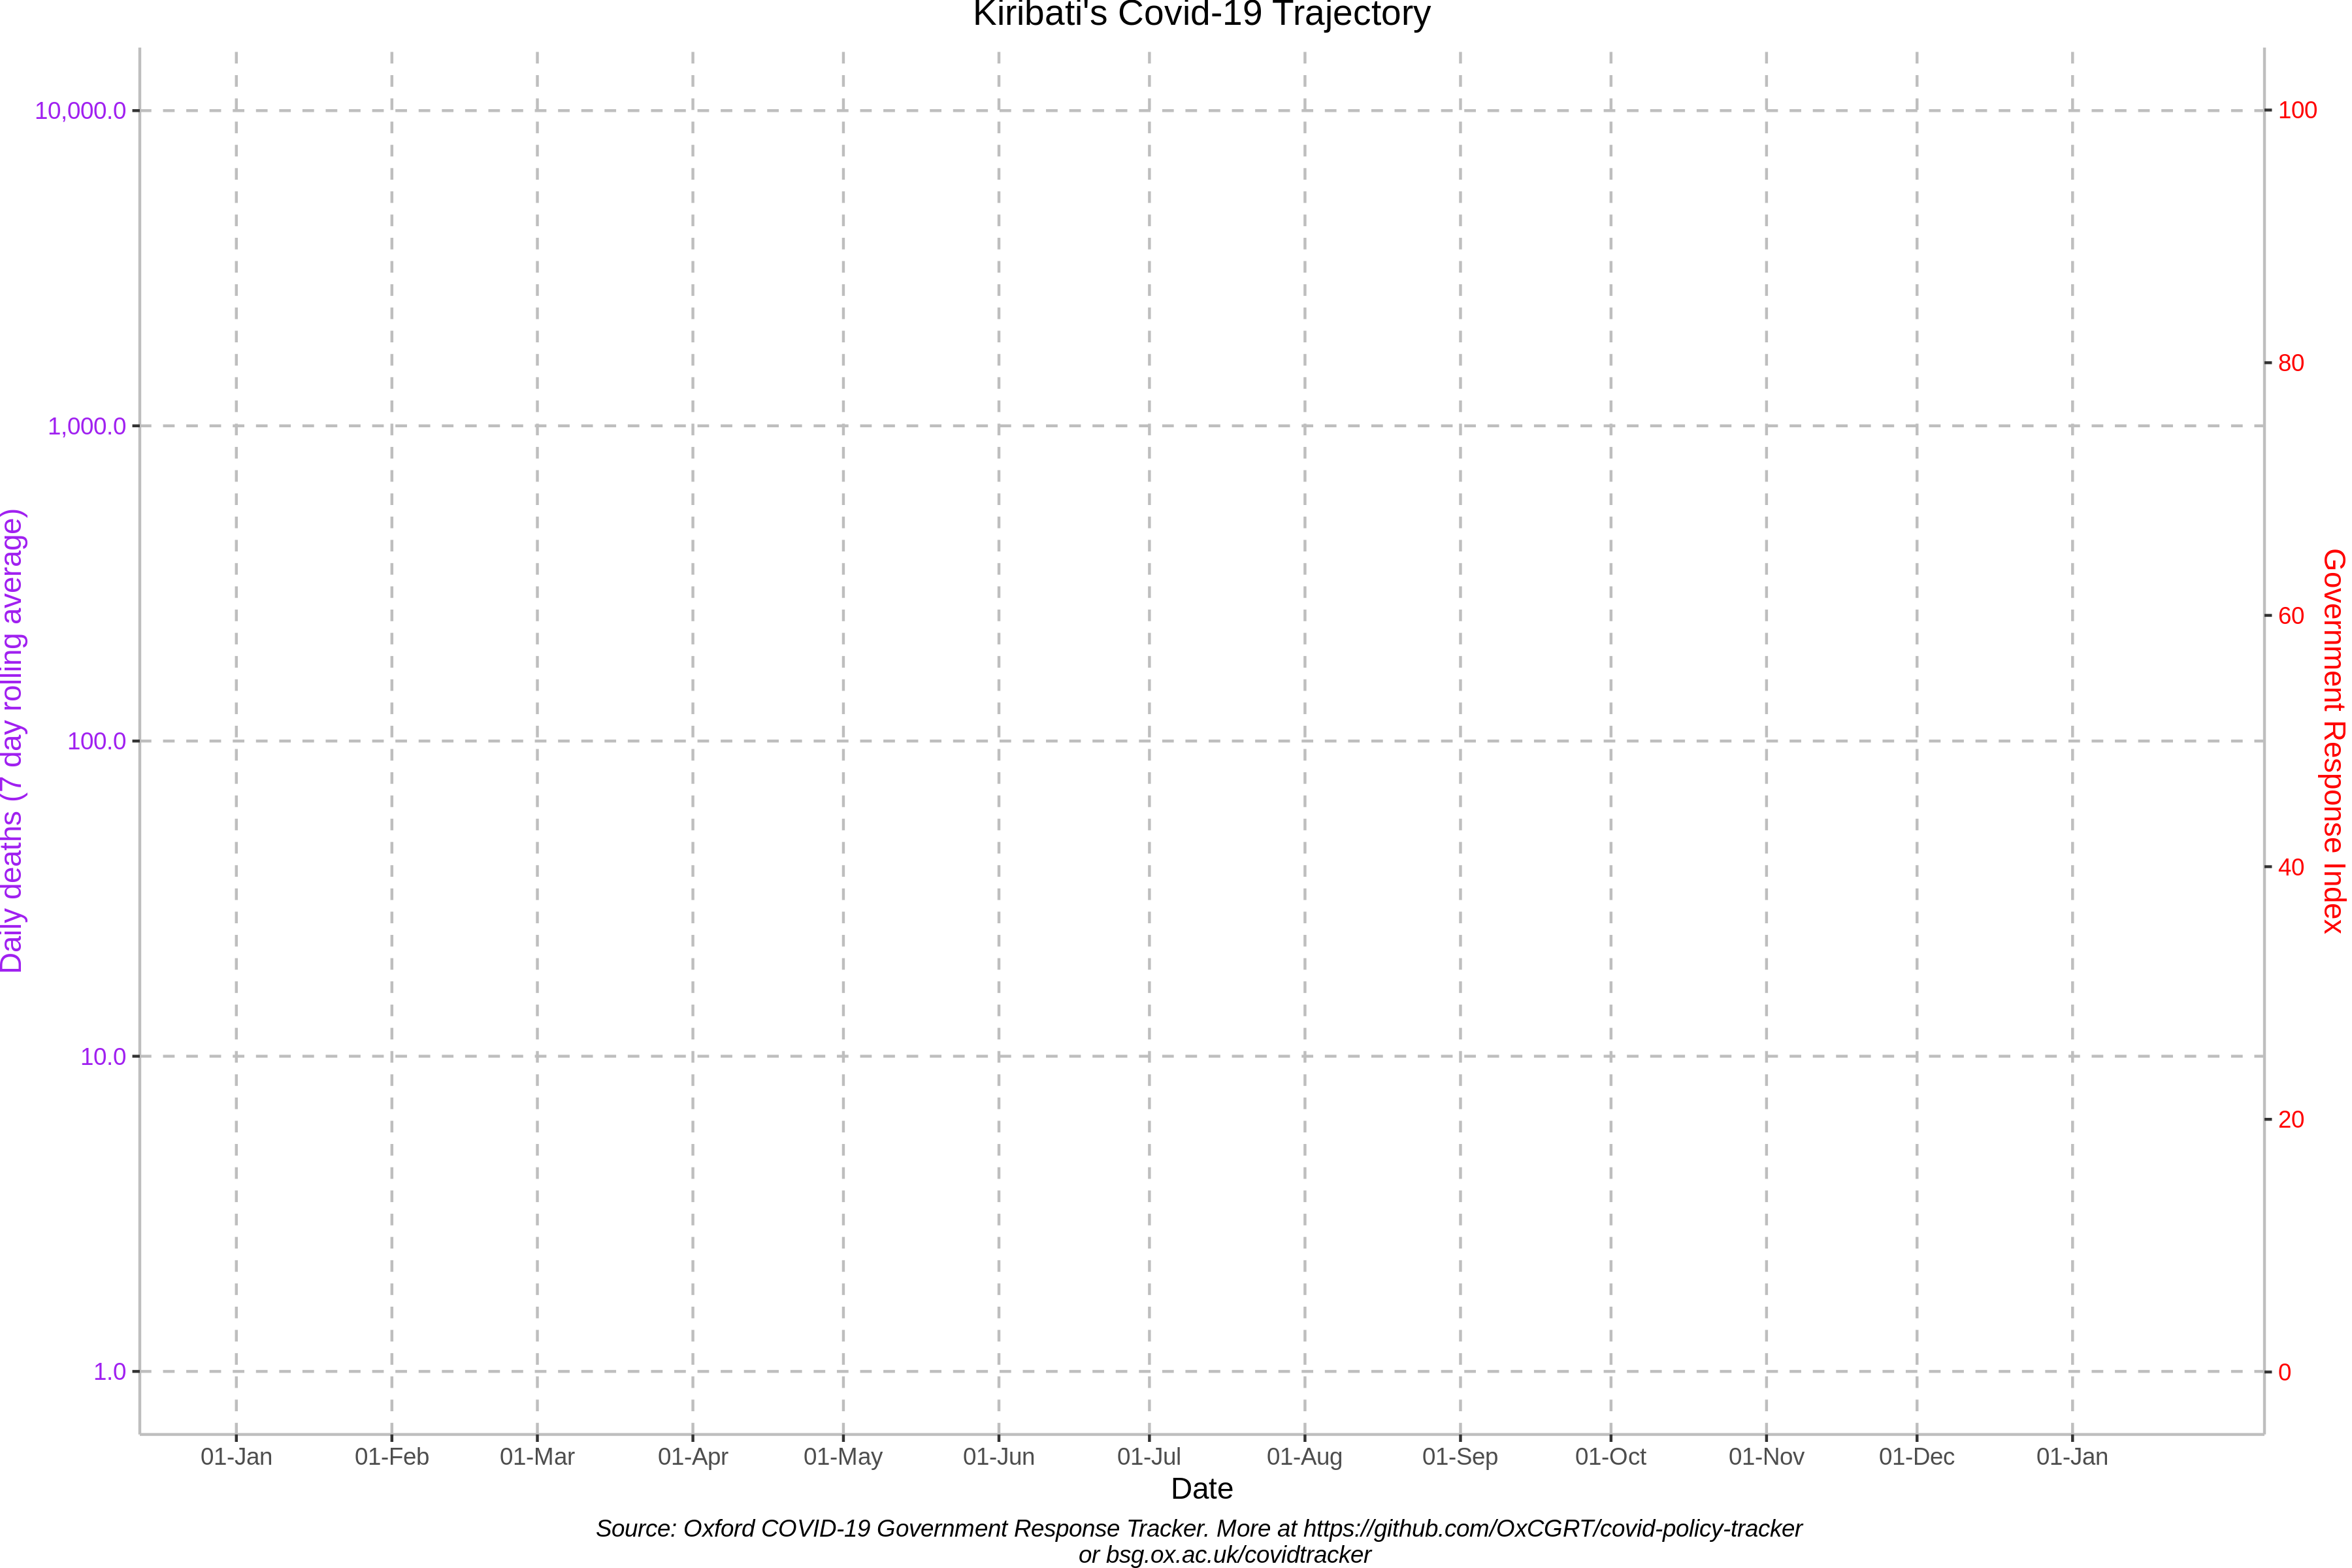 Kiribati's Covid-19 Trajectory
10,000.0
1,000.0
100.0
10.0
1.0
Daily deaths (7 day rolling average)
100
80
60
40
20
0
Government Response Index
01-Jan 01-Feb 01-Mar 01-Apr 01-May 01-Jun 01-Jul 01-Aug 01-Sep 01-Oct 01-Nov 01-Dec 01-Jan
Date
Source: Oxford COVID-19 Government Response Tracker. More at https://github.com/OxCGRT/covid-policy-tracker
or bsg.ox.ac.uk/covidtracker